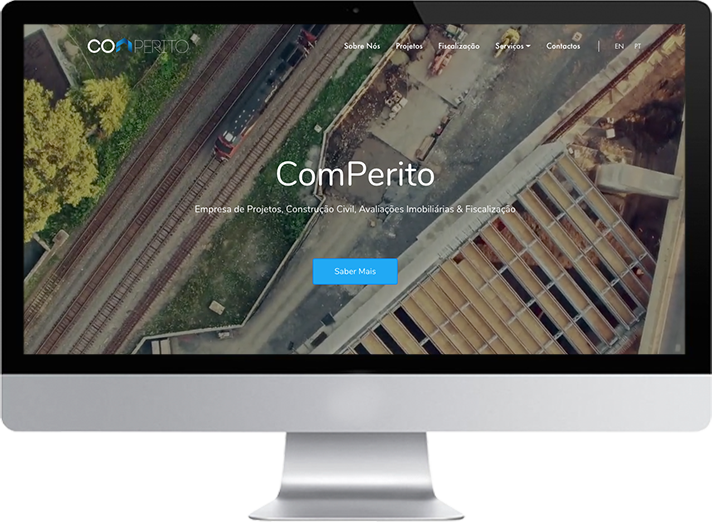 COMPERITO
Sobre Nós Projetos Fiscalização Serviços Contactos | EN PT
ComPerito
Empresa de Projetos, Construção Civil, Avaliações Imobiliárias & Fiscalização
Saber Mais